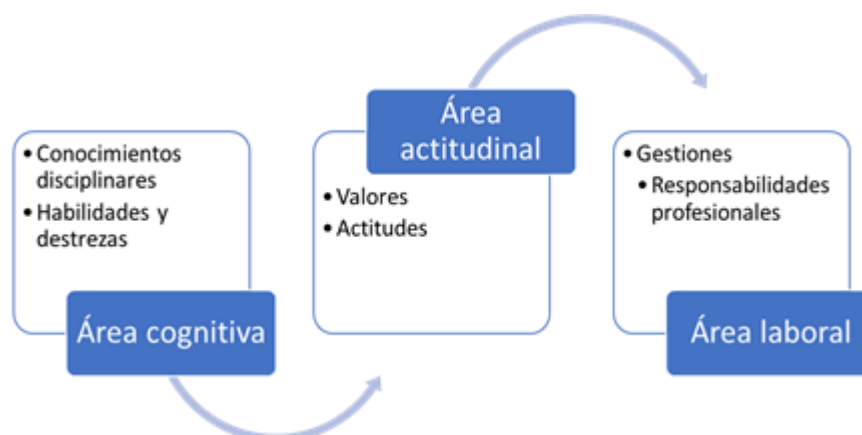 • Conocimientos
disciplinares
• Habilidades y
destrezas
Área cognitiva
Área
actitudinal
• Valores
• Actitudes
• Gestiones
• Responsabilidades
profesionales
Área laboral